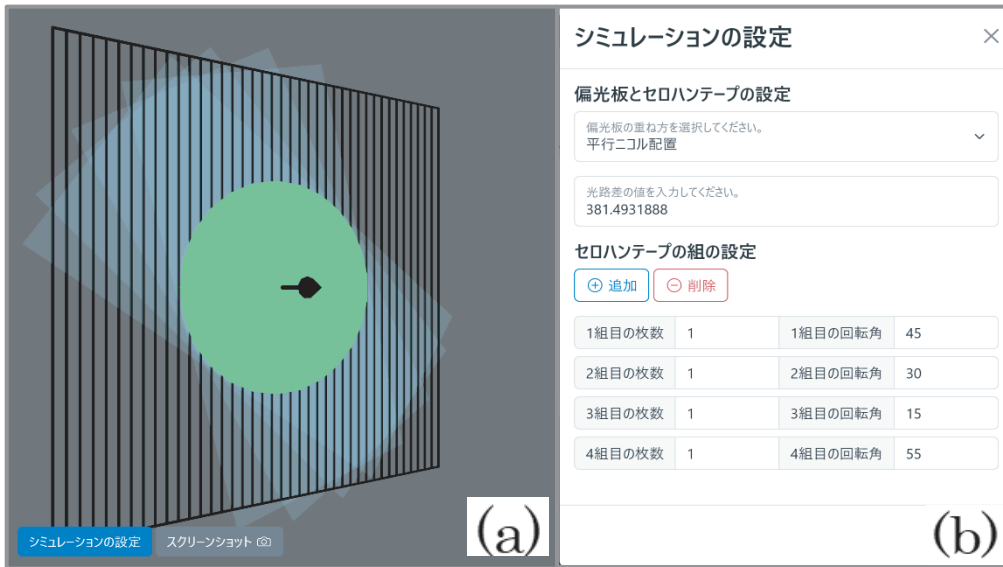 シミュレーションの設定
スクリーンショット
(a)
シミュレーションの設定
偏光板とセロハンテープの設定
偏光板の重ね方を選択してください。
平行ニコル配置
光路差の値を入力してください。
381.4931888
セロハンテープの組の設定
追加
削除
1組目の枚数 1 1組目の回転角 45
2組目の枚数 1 2組目の回転角 30
3組目の枚数 1 3組目の回転角 15
4組目の枚数 1 4組目の回転角 55
(b)